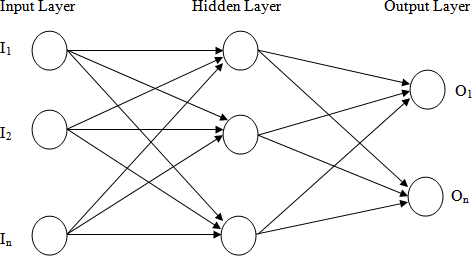 Input Layer
Hidden Layer
Output Layer
I1
O1
I2
On
In